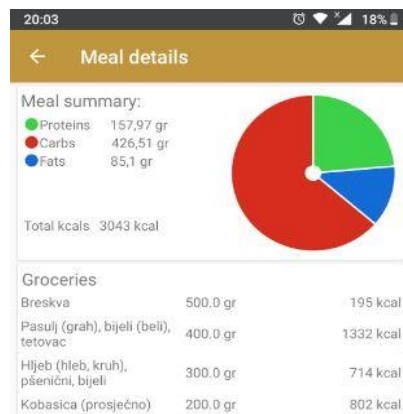 20:03 18%
Meal details
Meal summary:
Proteins 157,97 gr
Carbs 426,51 gr
Fats 85,1 gr
Total kcals 3043 kcal
Groceries
Breskva 500.0 gr 195 kcal
Pasulj (grah), bijeli (beli),
tetovac 400.0 gr 1332 kcal
Hljeb (hleb, kruh),
pšenični, bijeli 300.0 gr 714 kcal
Kobasica (prosječno) 200.0 gr 802 kcal